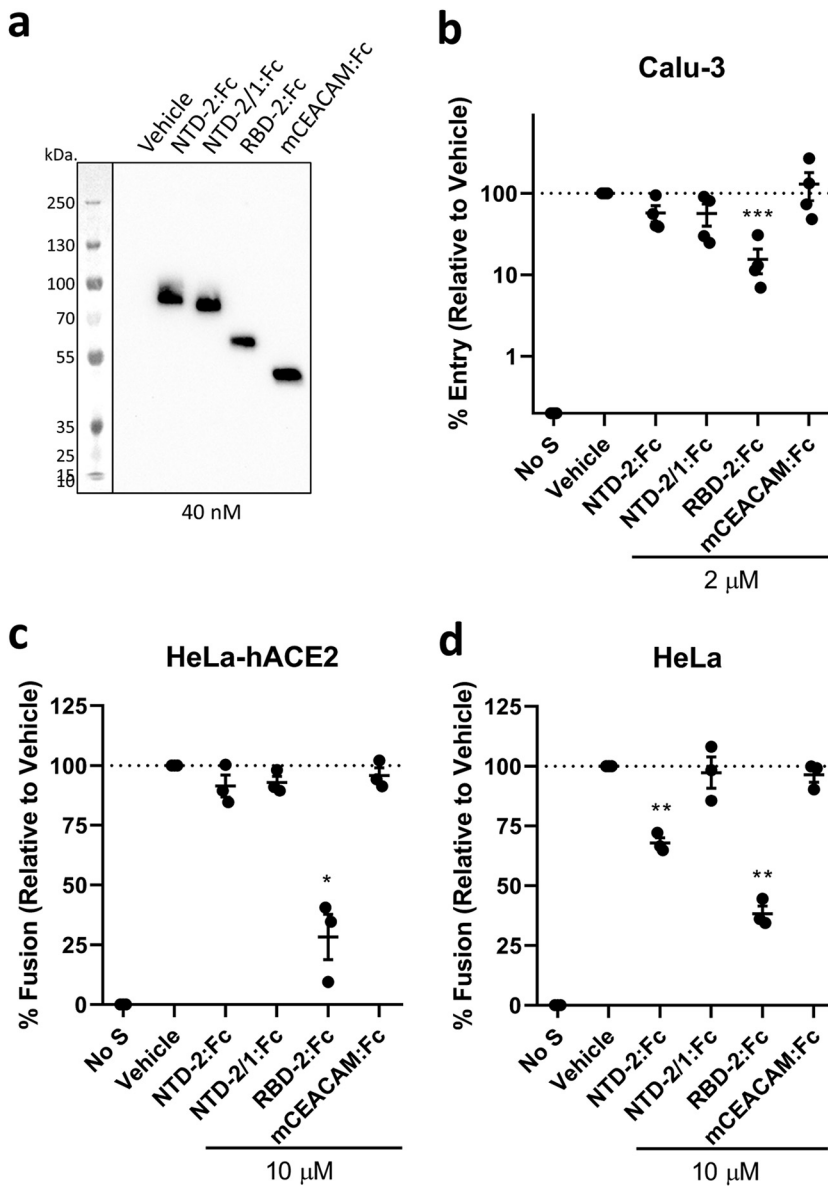 a
Vehicle
NTD-2:Fc
NTD-2/1:Fc
RBD-2:Fc
mCEACAM:Fc
kDa.
250
130
100
70
55
35
25
15
10
40 nM
b
Calu-3
% Entry (Relative to Vehicle)
100
10
1
***
No S
Vehicle
NTD-2:Fc
NTD-2/1:Fc
RBD-2:Fc
mCEACAM:Fc
2 μM
c
HeLa-hACE2
% Fusion (Relative to Vehicle)
125
100
75
50
25
0
*
No S
Vehicle
NTD-2:Fc
NTD-2/1:Fc
RBD-2:Fc
mCEACAM:Fc
10 μM
d
HeLa
% Fusion (Relative to Vehicle)
125
100
75
50
25
0
**
**
No S
Vehicle
NTD-2:Fc
NTD-2/1:Fc
RBD-2:Fc
mCEACAM:Fc
10 μM